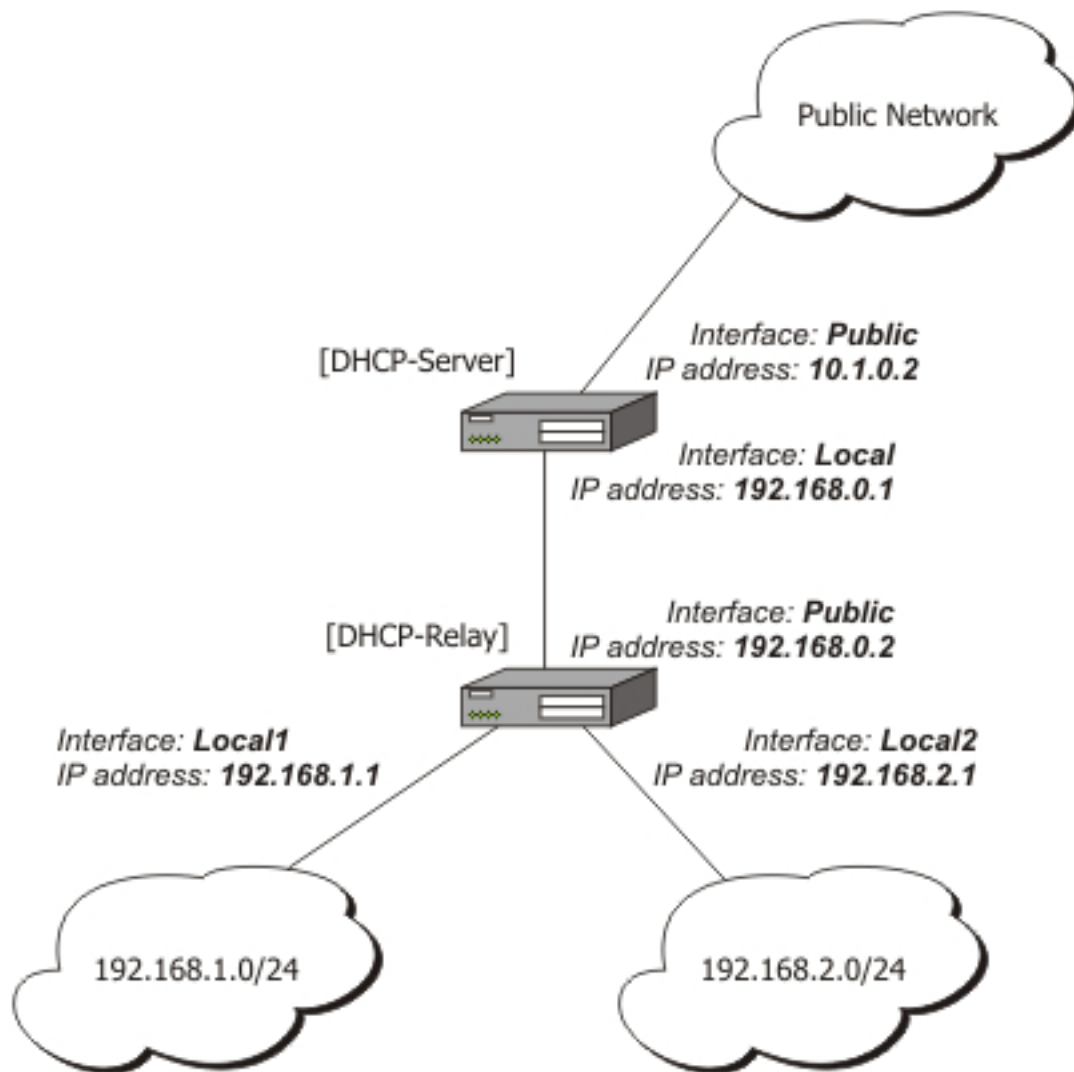 Public Network
[DHCP-Server]
Interface: Public
IP address: 10.1.0.2
Interface: Local
IP address: 192.168.0.1
[DHCP-Relay]
Interface: Public
IP address: 192.168.0.2
Interface: Local1
IP address: 192.168.1.1
Interface: Local2
IP address: 192.168.2.1
192.168.1.0/24
192.168.2.0/24